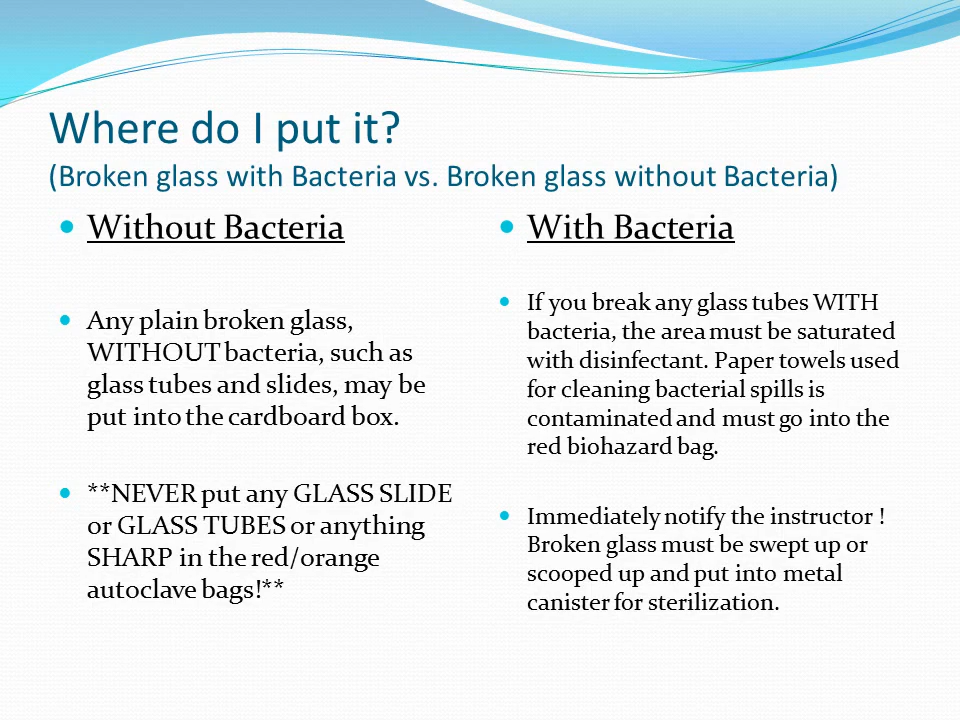 Where do I put it?
(Broken glass with Bacteria vs. Broken glass without Bacteria)
• Without Bacteria
• Any plain broken glass,
WITHOUT bacteria, such as
glass tubes and slides, may be
put into the cardboard box.
• **NEVER put any GLASS SLIDE
or GLASS TUBES or anything
SHARP in the red/orange
autoclave bags!**
• With Bacteria
• If you break any glass tubes WITH
bacteria, the area must be saturated
with disinfectant. Paper towels used
for cleaning bacterial spills is
contaminated and must go into the
red biohazard bag.
• Immediately notify the instructor !
Broken glass must be swept up or
scooped up and put into metal
canister for sterilization.